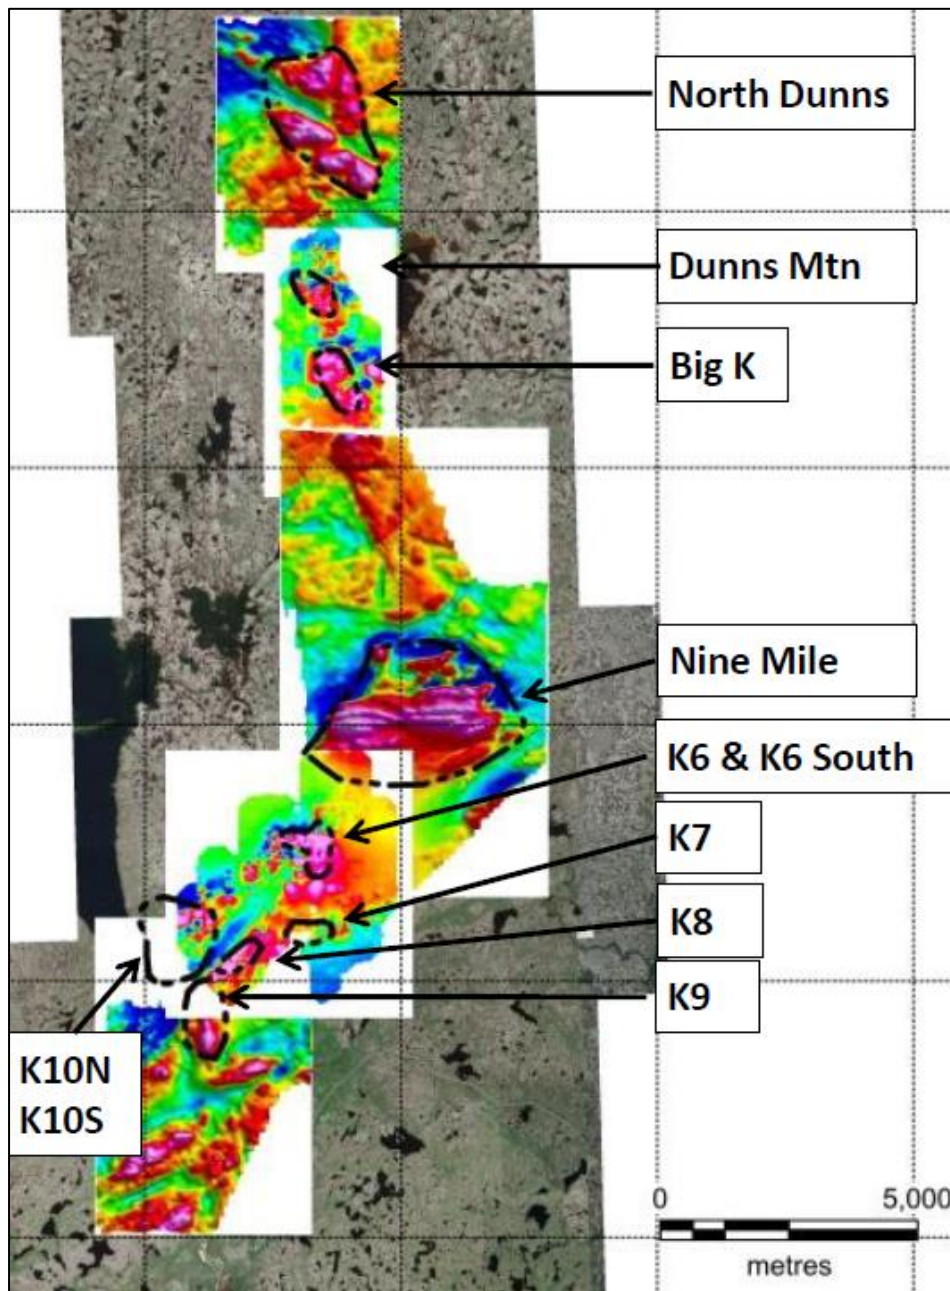 North Dunns
Dunns Mtn
Big K
Nine Mile
K6 & K6 South
K7
K8
K9
K10N
K10S
0 5,000
metres